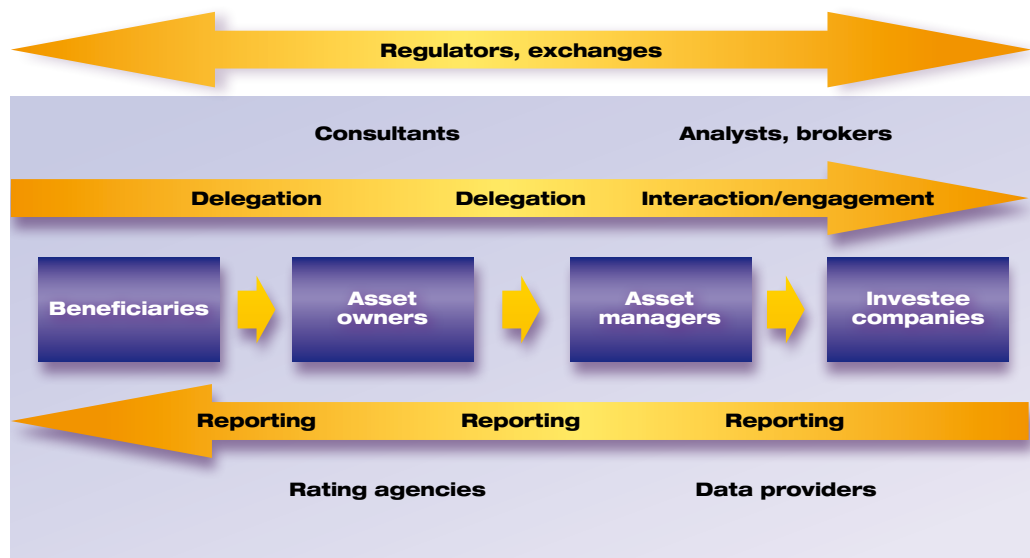 Regulators, exchanges
Consultants
Analysts, brokers
Delegation
Delegation
Interaction/engagement
Beneficiaries
Asset
owners
Asset
managers
Investee
companies
Reporting
Reporting
Reporting
Rating agencies
Data providers